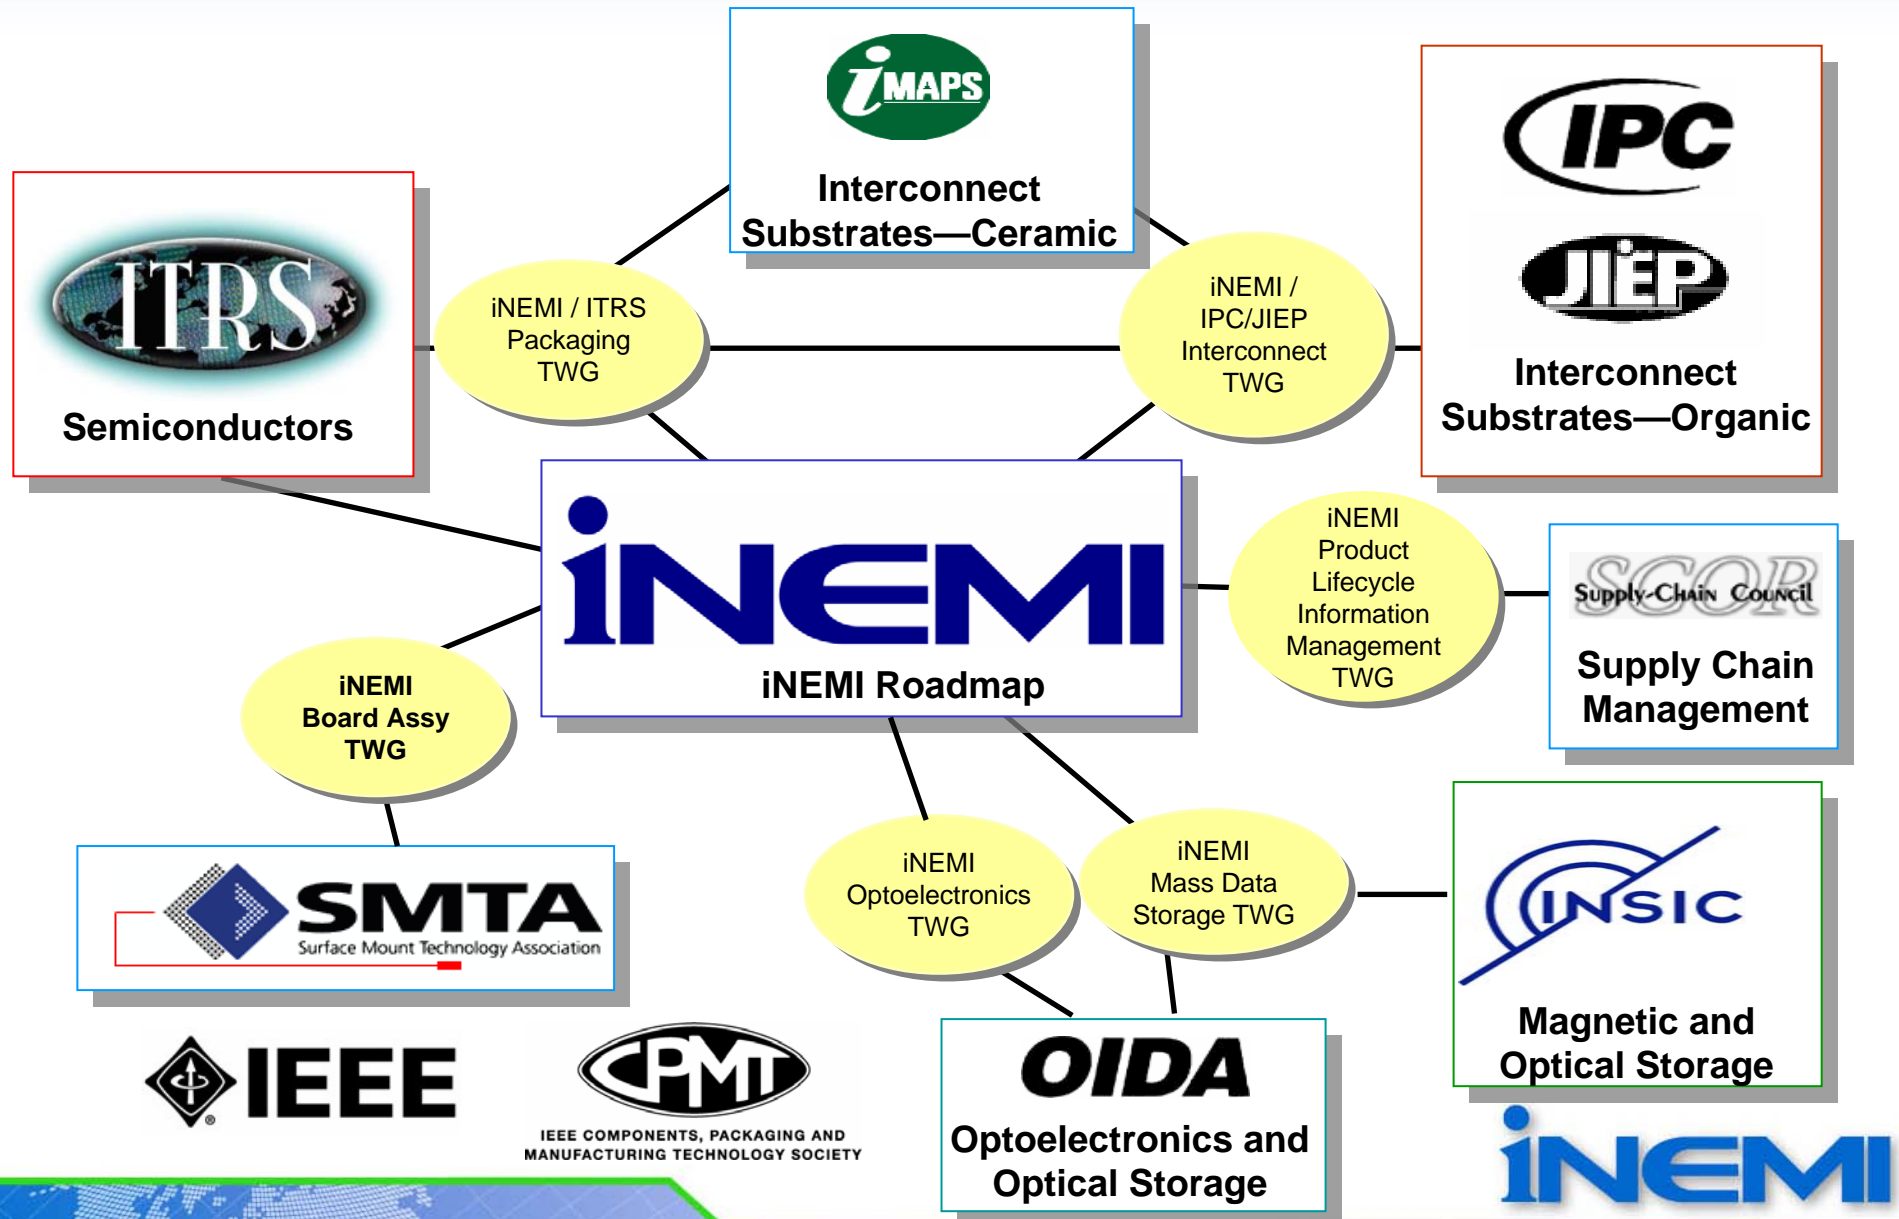 iMAPS
Interconnect
Substrates—Ceramic
IPC
JIEP
Interconnect
Substrates—Organic
ITRS
Semiconductors
iNEMI / ITRS
Packaging
TWG
iNEMI /
IPC/JIEP
Interconnect
TWG
iNEMI
iNEMI Roadmap
iNEMI
Product
Lifecycle
Information
Management
TWG
SCOR
Supply-Chain Council
Supply Chain
Management
iNEMI
Board Assy
TWG
SMTA
Surface Mount Technology Association
iNEMI
Optoelectronics
TWG
iNEMI
Mass Data
Storage TWG
INSIC
Magnetic and
Optical Storage
IEEE
®
CPMT
IEEE COMPONENTS, PACKAGING AND
MANUFACTURING TECHNOLOGY SOCIETY
OIDA
Optoelectronics and
Optical Storage
iNEMI